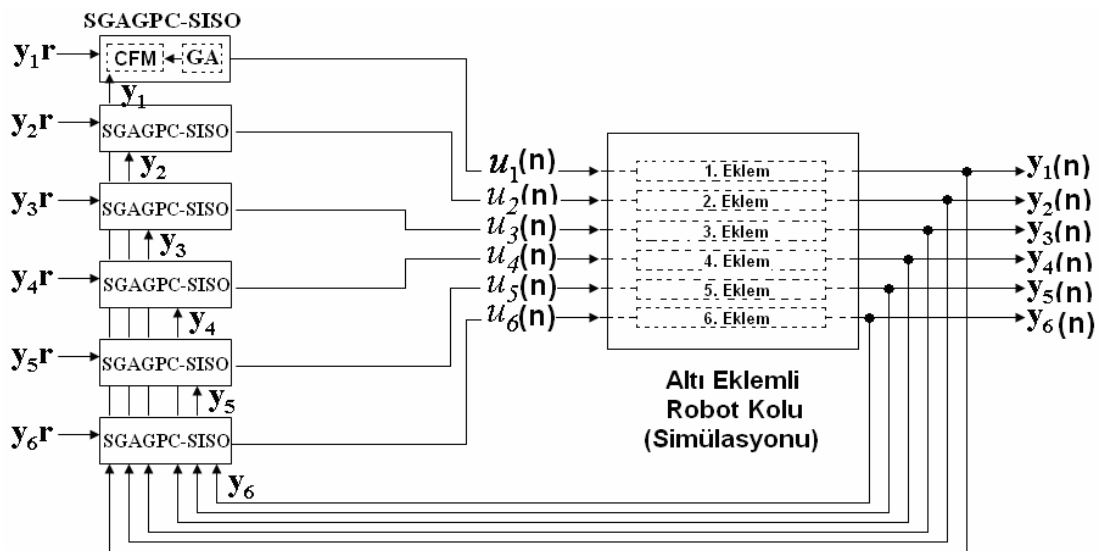 SGAGPC-SISO
y1r
CFM
GA
y1
y2r
SGAGPC-SISO
y2
y3r
SGAGPC-SISO
y3
y4r
SGAGPC-SISO
y4
y5r
SGAGPC-SISO
y5
y6r
SGAGPC-SISO
y6
u1(n)
u2(n)
u3(n)
u4(n)
u5(n)
u6(n)
1. Eklem
2. Eklem
3. Eklem
4. Eklem
5. Eklem
6. Eklem
Altı Eklemli
Robot Kolu
(Simülasyonu)
y1(n)
y2(n)
y3(n)
y4(n)
y5(n)
y6(n)